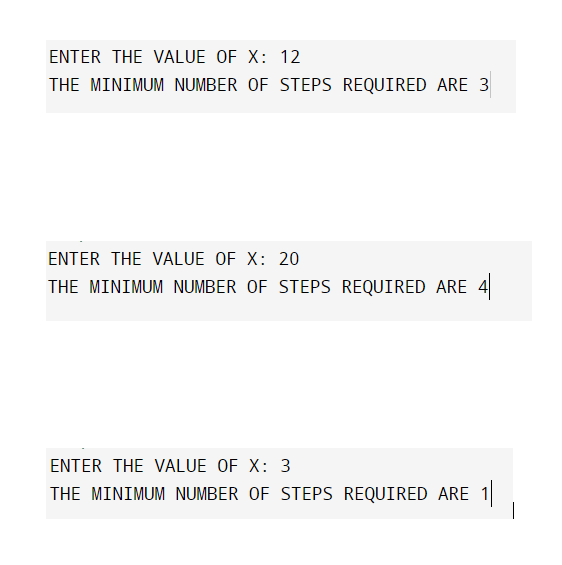 ENTER THE VALUE OF X: 12
THE MINIMUM NUMBER OF STEPS REQUIRED ARE 3
ENTER THE VALUE OF X: 20
THE MINIMUM NUMBER OF STEPS REQUIRED ARE 4
ENTER THE VALUE OF X: 3
THE MINIMUM NUMBER OF STEPS REQUIRED ARE 1